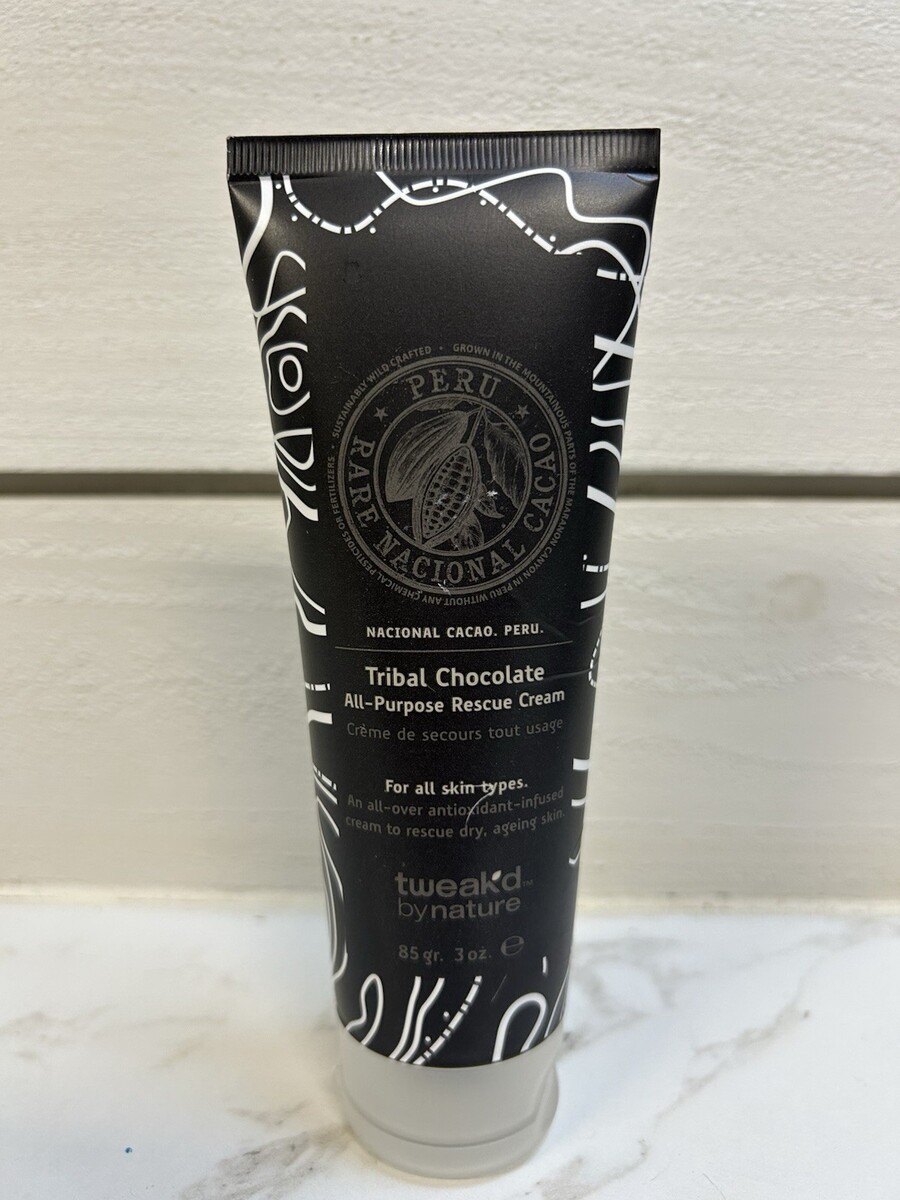 SUSTAINABLY WILD CRAFTED • GROWN IN THE MOUNTAINOUS PARTS OF THE MARANON CANYON IN PERU WITHOUT ANY CHEMICAL PESTICIDES OR FERTILIZERS •
PERU
RARE NACIONAL CACAO
NACIONAL CACAO. PERU.
Tribal Chocolate
All-Purpose Rescue Cream
Crème de secours tout usage
For all skin types.
An all-over antioxidant-infused
cream to rescue dry, ageing skin.
tweak'd™
bynature
85 gr. 3 oz. ℮